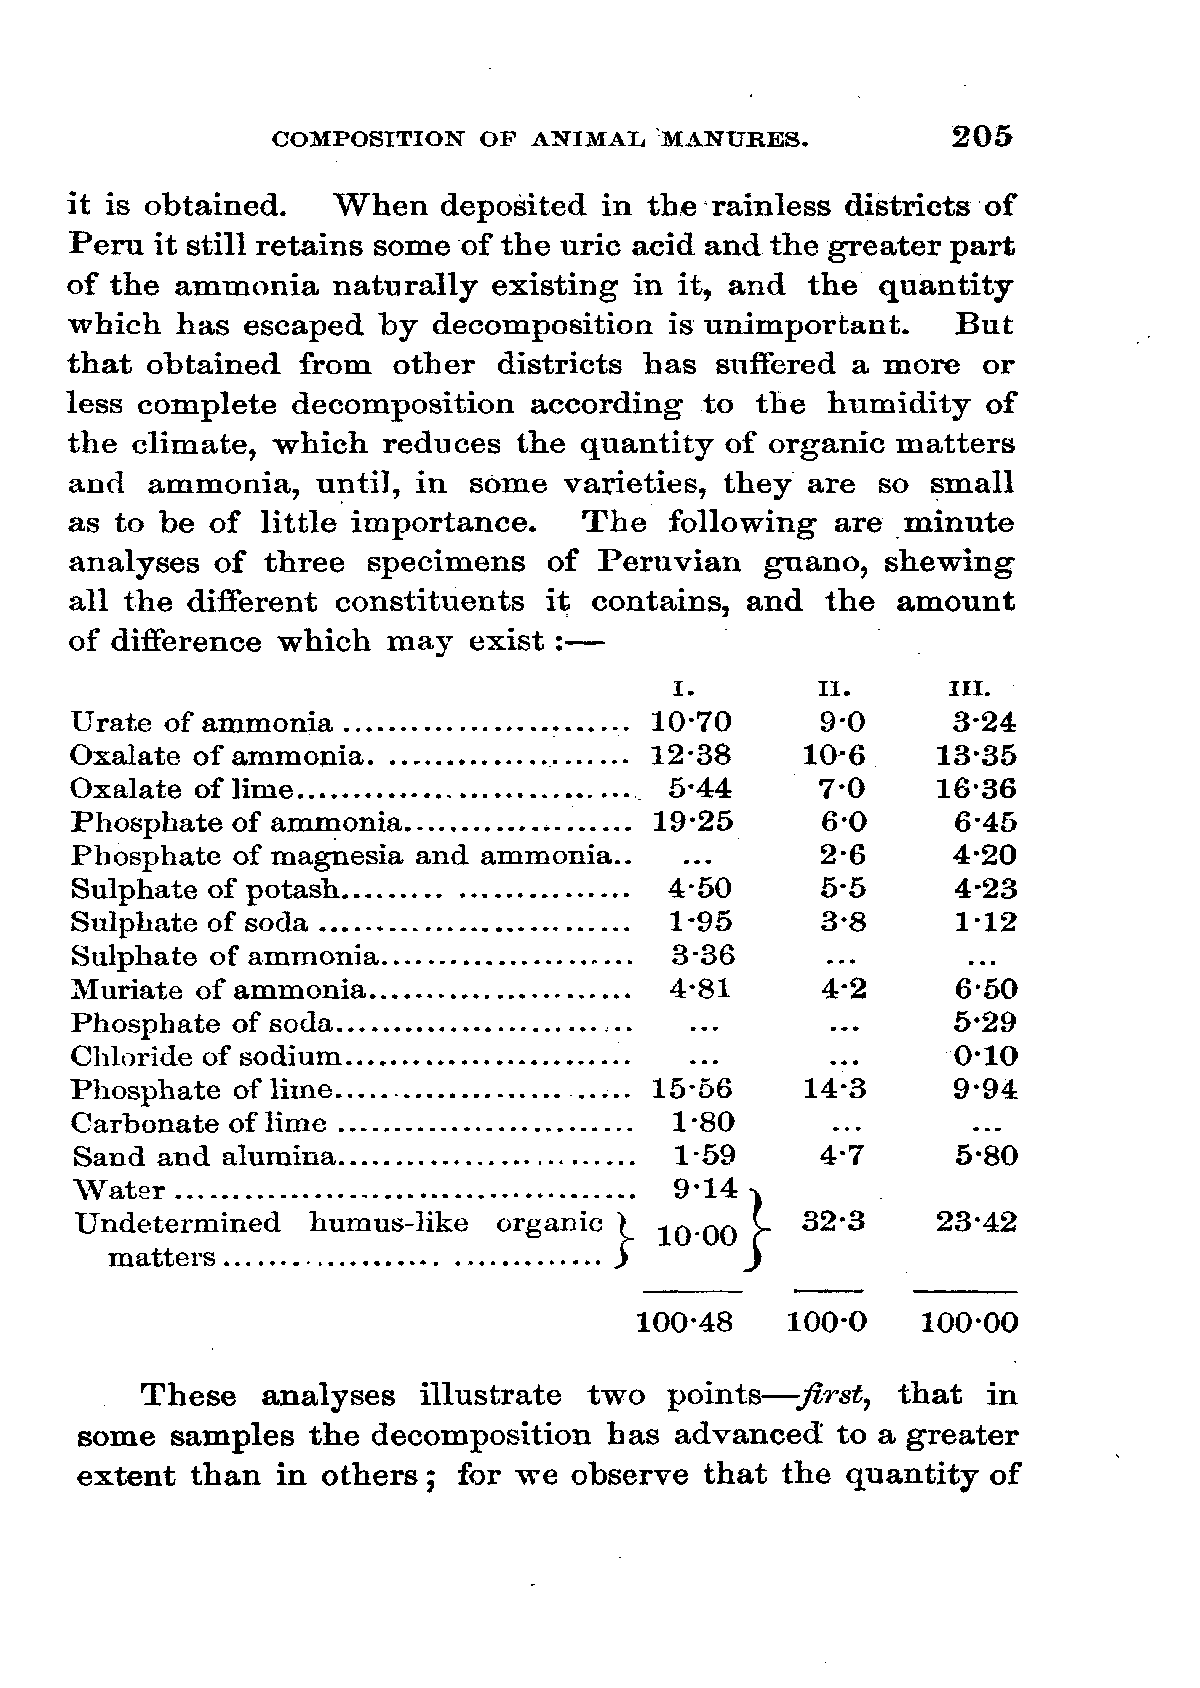 COMPOSITION OF ANIMAL MANURES. 205
it is obtained. When deposited in the rainless districts of
Peru it still retains some of the uric acid and the greater part
of the ammonia naturally existing in it, and the quantity
which has escaped by decomposition is unimportant. But
that obtained from other districts has suffered a more or
less complete decomposition according to the humidity of
the climate, which reduces the quantity of organic matters
and ammonia, until, in some varieties, they are so small
as to be of little importance. The following are minute
analyses of three specimens of Peruvian guano, shewing
all the different constituents it contains, and the amount
of difference which may exist :—
I. II. III.
Urate of ammonia ......................... 10·70 9·0 3·24
Oxalate of ammonia. ..................... 12·38 10·6 13·35
Oxalate of lime.............................. 5·44 7·0 16·36
Phosphate of ammonia.................... 19·25 6·0 6·45
Phosphate of magnesia and ammonia.. ... 2·6 4·20
Sulphate of potash......... ............... 4·50 5·5 4·23
Sulphate of soda ........................... 1·95 3·8 1·12
Sulphate of ammonia...................... 3·36 ... ...
Muriate of ammonia....................... 4·81 4·2 6·50
Phosphate of soda.......................... ... ... 5·29
Chloride of sodium......................... ... ... 0·10
Phosphate of lime.......................... 15·56 14·3 9·94
Carbonate of lime .......................... 1·80 ... ...
Sand and alumina.......................... 1·59 4·7 5·80
Water ........................................ 9·14 }
Undetermined humus-like organic } 10·00 } 32·3 23·42
matters ................... ............. }
100·48 100·0 100·00
These analyses illustrate two points—first, that in
some samples the decomposition has advanced to a greater
extent than in others; for we observe that the quantity of